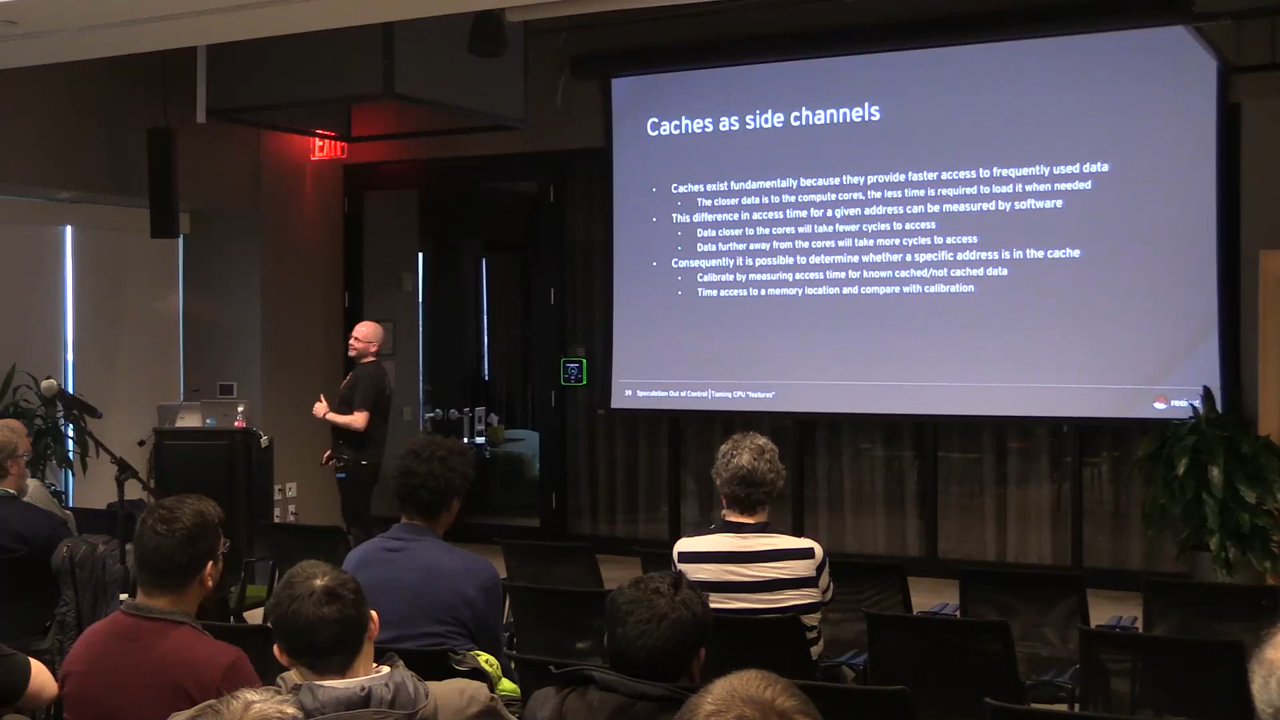 EXIT
Caches as side channels
Caches exist fundamentally because they provide faster access to frequently used data
The closer data is to the compute cores, the less time is required to load it when needed
This difference in access time for a given address can be measured by software
Data closer to the cores will take fewer cycles to access
Data further away from the cores will take more cycles to access
Consequently it is possible to determine whether a specific address is in the cache
Calibrate by measuring access time for known cached/not cached data
Time access to a memory location and compare with calibration
39 Speculation Out of Control | Taming CPU "features"